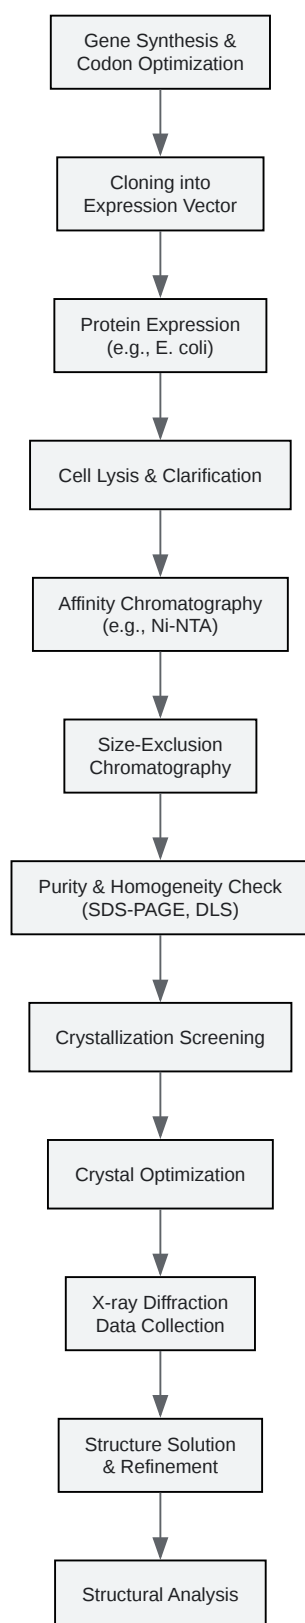 Gene Synthesis &
Codon Optimization
Cloning into
Expression Vector
Protein Expression
(e.g., E. coli)
Cell Lysis & Clarification
Affinity Chromatography
(e.g., Ni-NTA)
Size-Exclusion
Chromatography
Purity & Homogeneity Check
(SDS-PAGE, DLS)
Crystallization Screening
Crystal Optimization
X-ray Diffraction
Data Collection
Structure Solution
& Refinement
Structural Analysis